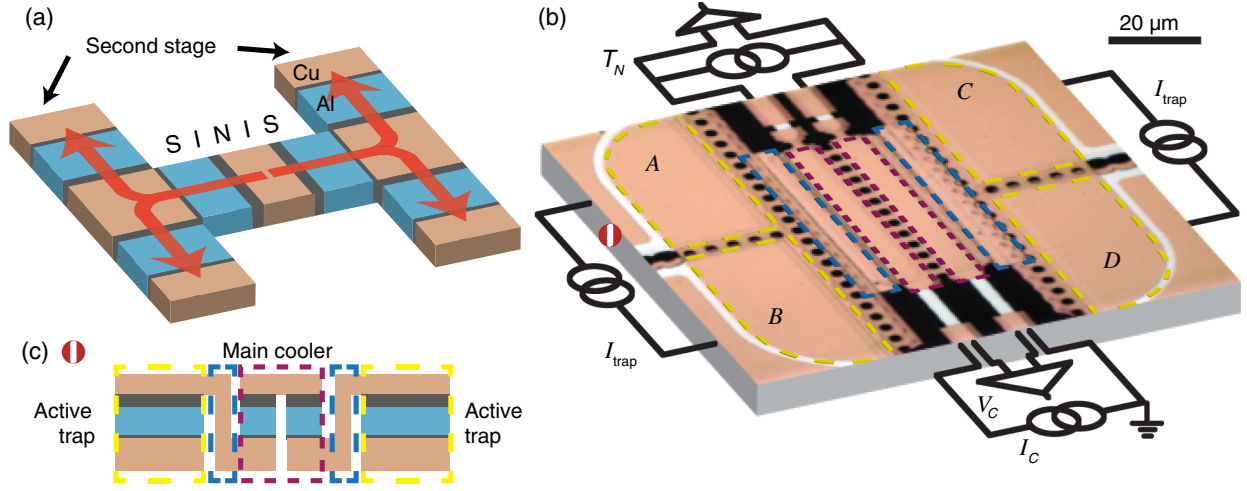 (a)
Second stage
Cu
Al
S I N I S
(b)
20 μm
T_N
I_trap
A
B
C
D
I_trap
V_C
I_C
(c)
Main cooler
Active
trap
Active
trap